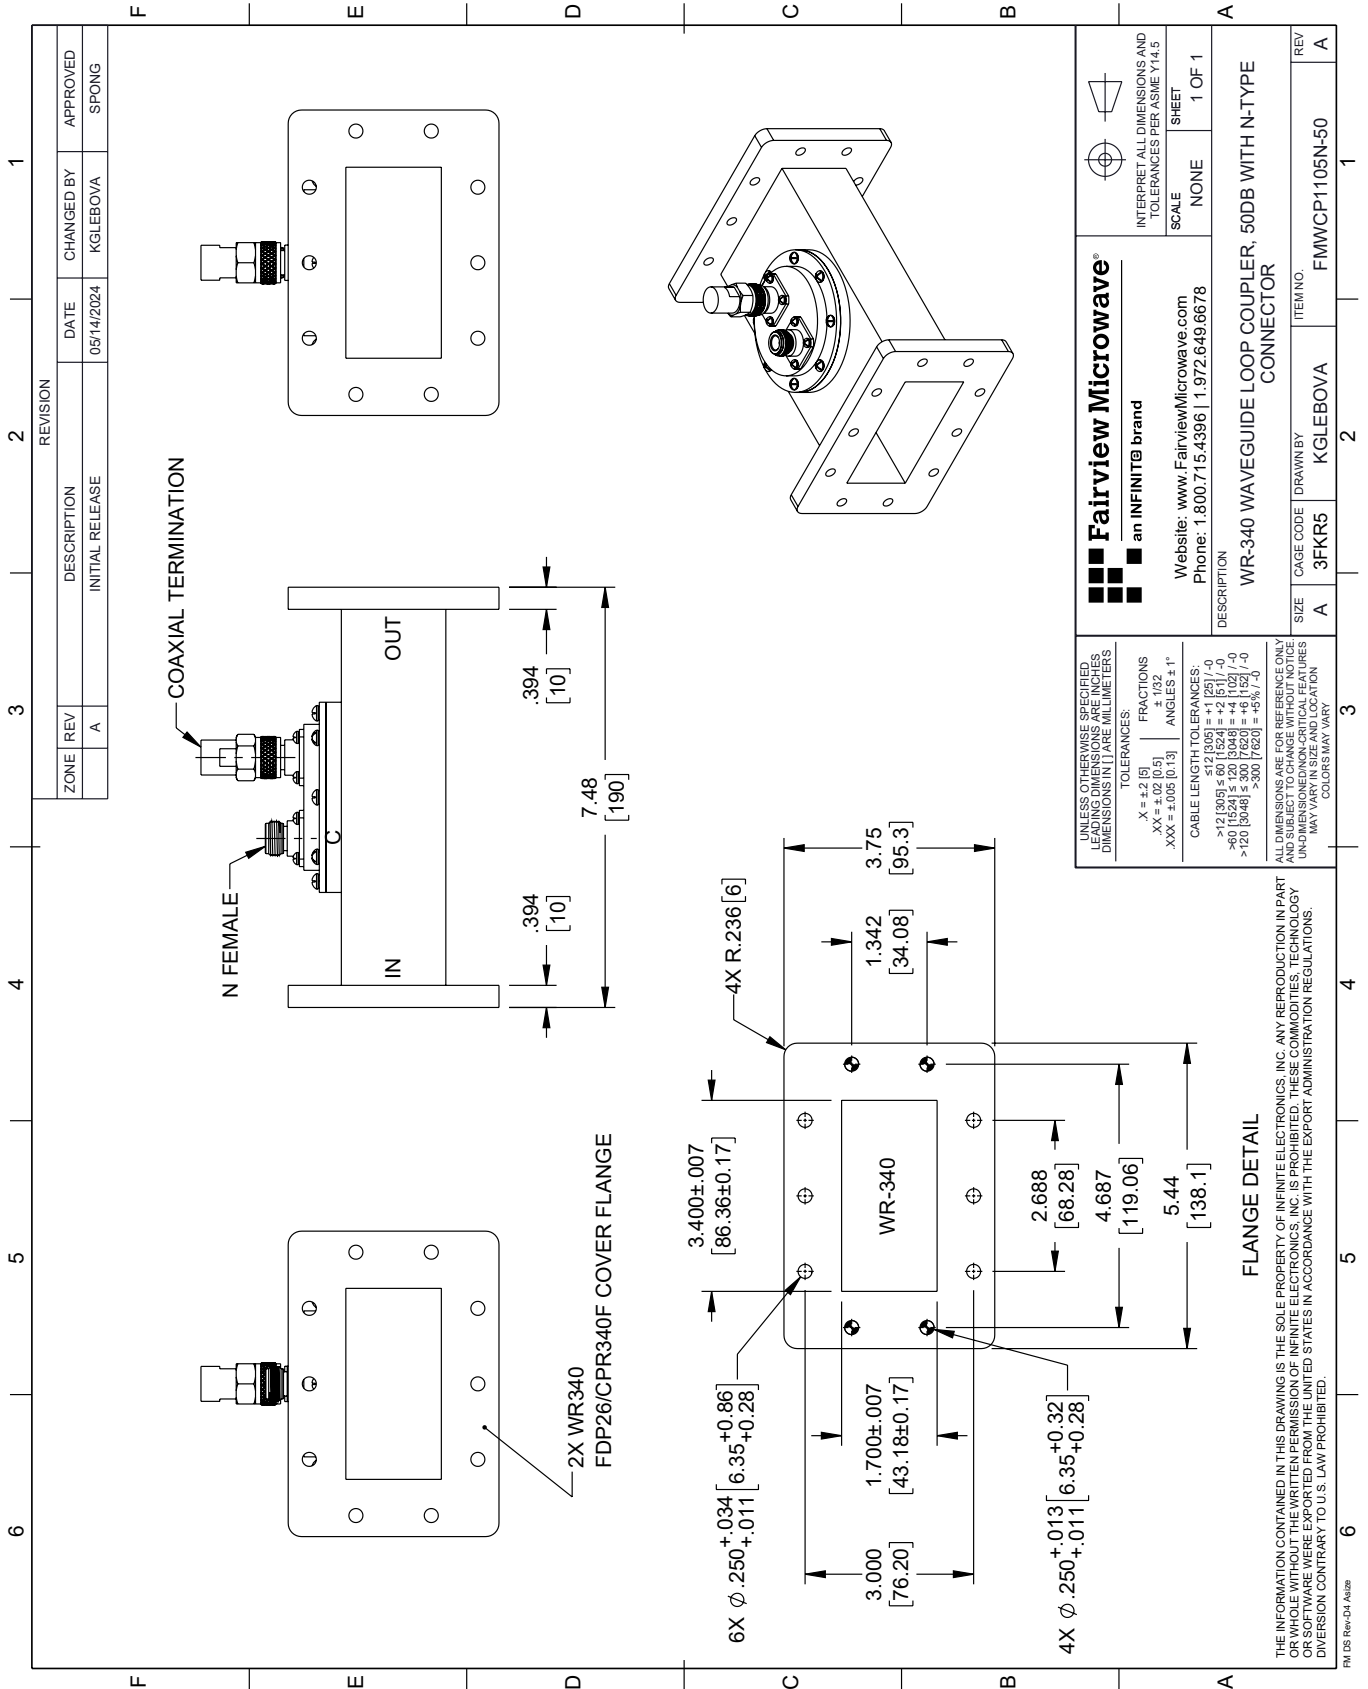 REVISION
ZONE REV DESCRIPTION DATE CHANGED BY APPROVED
A INITIAL RELEASE 05/14/2024 KGLEBOVA SPONG
6 5 4 3 2 1
F
E
D
C
B
A
F
E
D
C
B
A
COAXIAL TERMINATION
N FEMALE
C
IN
OUT
.394
[10]
.394
[10]
7.48
[190]
2X WR340
FDP26/CPR340F COVER FLANGE
3.400±.007
[86.36±0.17]
4X R.236 [6]
6X ⌀.250 +.034 +.011 [6.35 +0.86 +0.28]
3.000
[76.20]
1.700±.007
[43.18±0.17]
WR-340
1.342
[34.08]
3.75
[95.3]
4X ⌀.250 +.013 +.011 [6.35 +0.32 +0.28]
2.688
[68.28]
4.687
[119.06]
5.44
[138.1]
FLANGE DETAIL
THE INFORMATION CONTAINED IN THIS DRAWING IS THE SOLE PROPERTY OF INFINITE ELECTRONICS, INC. ANY REPRODUCTION IN PART
OR WHOLE WITHOUT THE WRITTEN PERMISSION OF INFINITE ELECTRONICS, INC. IS PROHIBITED. THESE COMMODITIES, TECHNOLOGY
OR SOFTWARE WERE EXPORTED FROM THE UNITED STATES IN ACCORDANCE WITH THE EXPORT ADMINISTRATION REGULATIONS.
DIVERSION CONTRARY TO U.S. LAW PROHIBITED.
UNLESS OTHERWISE SPECIFIED
LEADING DIMENSIONS ARE INCHES
DIMENSIONS IN [ ] ARE MILLIMETERS
TOLERANCES:
.X = ±.2 [5] FRACTIONS
.XX = ±.02 [0.5] ± 1/32
.XXX = ±.005 [0.13] ANGLES ± 1°
CABLE LENGTH TOLERANCES:
≤12 [305] = +1 [25] / -0
>12 [305] ≤ 60 [1524] = +2 [51] / -0
>60 [1524] ≤ 120 [3048] = +4 [102] / -0
>120 [3048] ≤ 300 [7620] = +6 [152] / -0
>300 [7620] = +5% / -0
ALL DIMENSIONS ARE FOR REFERENCE ONLY
AND SUBJECT TO CHANGE WITHOUT NOTICE.
UN-DIMENSIONED/NON-CRITICAL FEATURES
MAY VARY IN SIZE AND LOCATION
COLORS MAY VARY
Fairview Microwave®
an INFINIT® brand
Website: www.FairviewMicrowave.com
Phone: 1.800.715.4396 | 1.972.649.6678
INTERPRET ALL DIMENSIONS AND
TOLERANCES PER ASME Y14.5
SCALE SHEET
NONE 1 OF 1
DESCRIPTION
WR-340 WAVEGUIDE LOOP COUPLER, 50DB WITH N-TYPE
CONNECTOR
SIZE CAGE CODE DRAWN BY ITEM NO. REV
A 3FKR5 KGLEBOVA FMWCP1105N-50 A
6 5 4 3 2 1
FM DS Rev-D4 Asize